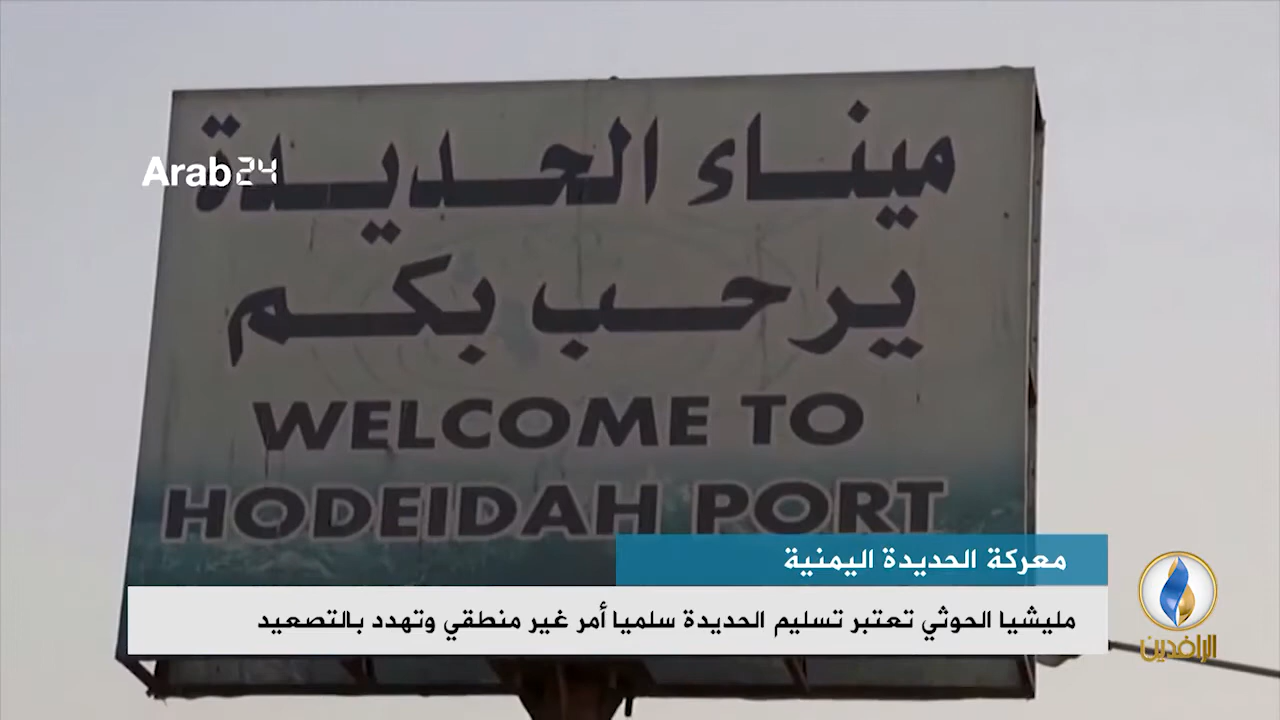 ميناء الحديدة
Arab24
يرحب بكم
WELCOME TO
HODEIDAH PORT
معركة الحديدة اليمنية
مليشيا الحوثي تعتبر تسليم الحديدة سلميا أمر غير منطقي وتهدد بالتصعيد
الرافدين